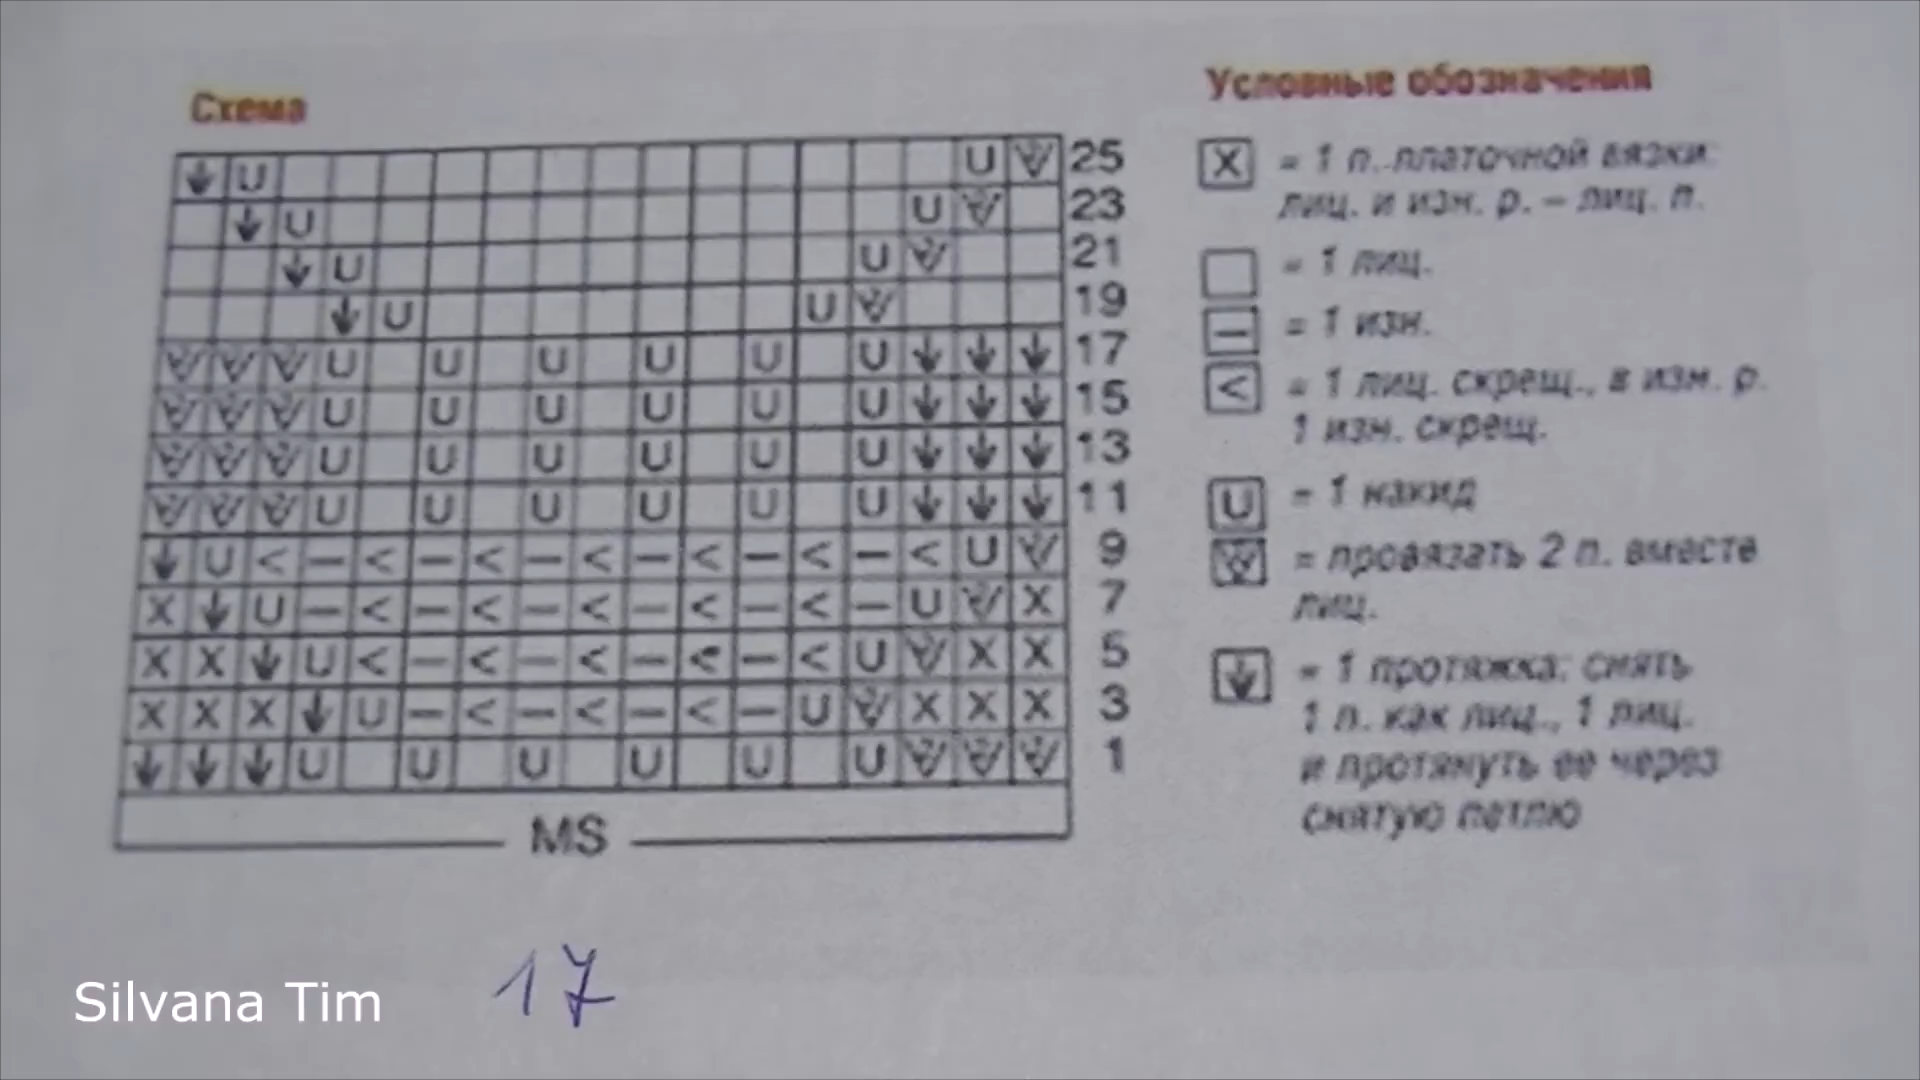 Схема
↓ U U V 25
↓ U U V 23
↓ U U V 21
↓ U U V 19
V V V U U U U U U ↓ ↓ ↓ 17
V V V U U U U U U ↓ ↓ ↓ 15
V V V U U U U U U ↓ ↓ ↓ 13
V V V U U U U U U ↓ ↓ ↓ 11
↓ U < – < – < – < – < – < – < U V 9
X ↓ U – < – < – < – < – < – U V X 7
X X ↓ U < – < – < – < – < U V X X 5
X X X ↓ U – < – < – < – U V X X X 3
↓ ↓ ↓ U U U U U U V V V 1
MS
Условные обозначения
X = 1 п. платочной вязки:
лиц. и изн. р. – лиц. п.
= 1 лиц.
– = 1 изн.
< = 1 лиц. скрещ., в изн. р.
1 изн. скрещ.
U = 1 накид
V = провязать 2 п. вместе
лиц.
↓ = 1 протяжка: снять
1 п. как лиц., 1 лиц.
и протянуть ее через
снятую петлю
17
Silvana Tim